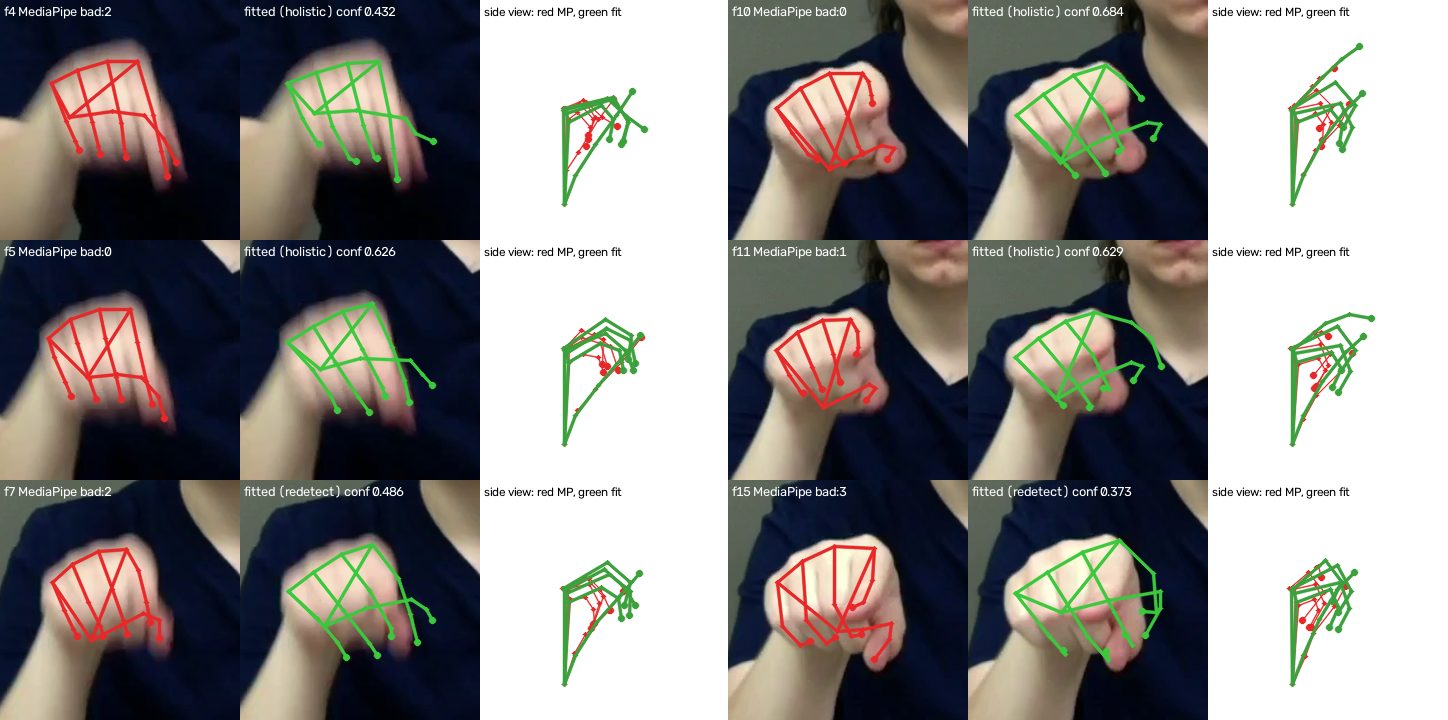 f4 MediaPipe bad:2
fitted (holistic) conf 0.432
side view: red MP, green fit
f10 MediaPipe bad:0
fitted (holistic) conf 0.684
side view: red MP, green fit
f5 MediaPipe bad:0
fitted (holistic) conf 0.626
side view: red MP, green fit
f11 MediaPipe bad:1
fitted (holistic) conf 0.629
side view: red MP, green fit
f7 MediaPipe bad:2
fitted (redetect) conf 0.486
side view: red MP, green fit
f15 MediaPipe bad:3
fitted (redetect) conf 0.373
side view: red MP, green fit